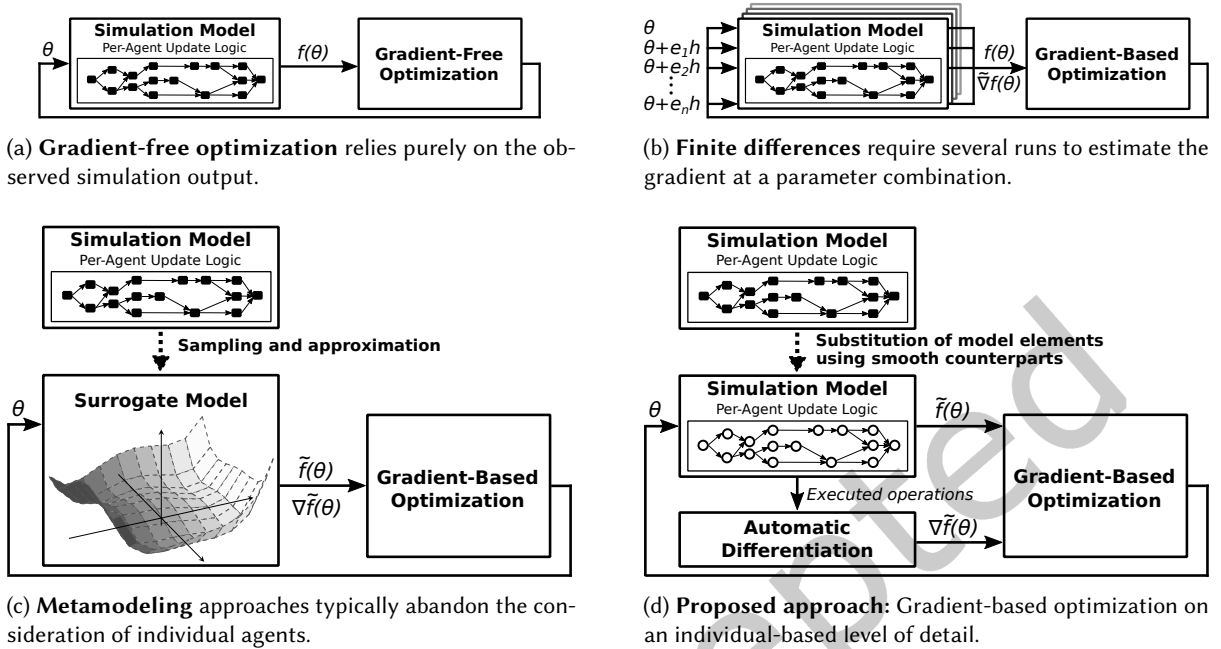 Simulation Model
Per-Agent Update Logic
θ
f(θ)
Gradient-Free
Optimization
(a) Gradient-free optimization relies purely on the ob-
served simulation output.
Simulation Model
Per-Agent Update Logic
θ
θ+e₁h
θ+e₂h
⋮
θ+eₙh
f(θ)
∇̃f(θ)
Gradient-Based
Optimization
(b) Finite differences require several runs to estimate the
gradient at a parameter combination.
Simulation Model
Per-Agent Update Logic
Sampling and approximation
θ
Surrogate Model
f̃(θ)
∇f̃(θ)
Gradient-Based
Optimization
(c) Metamodeling approaches typically abandon the con-
sideration of individual agents.
Simulation Model
Per-Agent Update Logic
Substitution of model elements
using smooth counterparts
θ
Simulation Model
Per-Agent Update Logic
f̃(θ)
Executed operations
Automatic
Differentiation
∇f̃(θ)
Gradient-Based
Optimization
(d) Proposed approach: Gradient-based optimization on
an individual-based level of detail.
epted